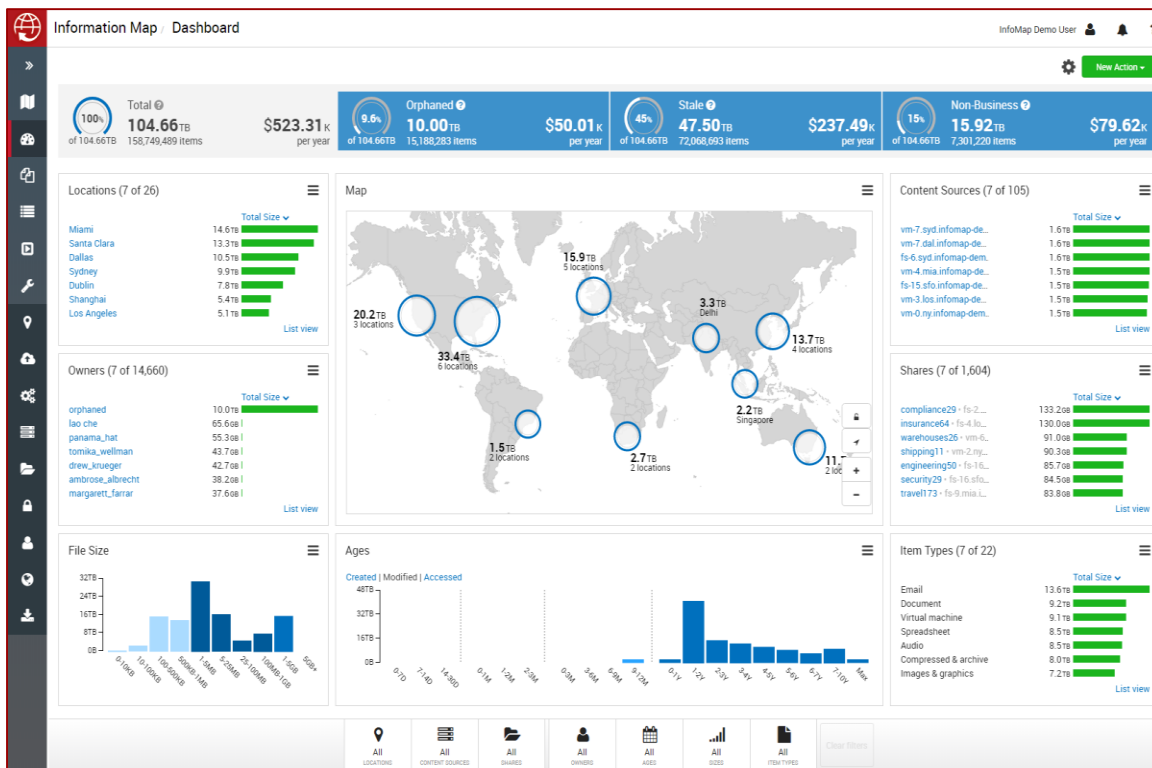 Information Map / Dashboard
InfoMap Demo User
New Action
100%
of 104.66TB
Total
104.66TB
158,749,489 items
$523.31K
per year
9.6%
of 104.66TB
Orphaned
10.00TB
15,188,283 items
$50.01K
per year
45%
of 104.66TB
Stale
47.50TB
72,068,693 items
$237.49K
per year
15%
of 104.66TB
Non-Business
15.92TB
7,301,220 items
$79.62K
per year
Locations (7 of 26)
Total Size
Miami 14.6TB
Santa Clara 13.3TB
Dallas 10.5TB
Sydney 9.9TB
Dublin 7.8TB
Shanghai 5.4TB
Los Angeles 5.1TB
List view
Map
20.2TB
3 locations
33.4TB
6 locations
15.9TB
5 locations
3.3TB
Delhi
13.7TB
4 locations
2.2TB
Singapore
1.5TB
2 locations
2.7TB
2 locations
11.
2 loc
+
−
Content Sources (7 of 105)
Total Size
vm-7.syd.infomap-de... 1.6TB
vm-7.dal.infomap-de... 1.6TB
fs-6.syd.infomap-dem. 1.6TB
vm-4.mia.infomap-de... 1.5TB
fs-15.sfo.infomap-de... 1.5TB
vm-3.los.infomap-de... 1.5TB
vm-0.ny.infomap-dem.. 1.5TB
List view
Owners (7 of 14,660)
Total Size
orphaned 10.0TB
lao che 65.6GB
panama_hat 55.3GB
tomika_wellman 43.7GB
drew_krueger 42.7GB
ambrose_albrecht 38.2GB
margarett_farrar 37.6GB
List view
Shares (7 of 1,604)
Total Size
compliance29 • fs-2.... 133.2GB
insurance64 • fs-4.lo... 130.0GB
warehouses26 • vm-6.. 91.0GB
shipping11 • vm-2.ny... 90.3GB
engineering50 • fs-16... 85.7GB
security29 • fs-16.sfo... 84.5GB
travel173 • fs-9.mia.i... 83.8GB
List view
File Size
32TB
24TB
16TB
8TB
0B
0-10KB
10-100KB
100-500KB
500KB-1MB
1-5MB
5-25MB
25-100MB
100MB-1GB
1-5GB
5GB+
Ages
Created | Modified | Accessed
48TB
32TB
16TB
0B
0-7D
7-14D
14-30D
0-1M
1-2M
2-3M
0-3M
3-6M
6-9M
9-12M
0-1Y
1-2Y
2-3Y
3-4Y
4-5Y
5-6Y
6-7Y
7-10Y
Max
Item Types (7 of 22)
Total Size
Email 13.6TB
Document 9.2TB
Virtual machine 9.1TB
Spreadsheet 8.5TB
Audio 8.5TB
Compressed & archive 8.0TB
Images & graphics 7.2TB
List view
All
LOCATIONS
All
CONTENT SOURCES
All
SHARES
All
OWNERS
All
AGES
All
SIZES
All
ITEM TYPES
Clear filters